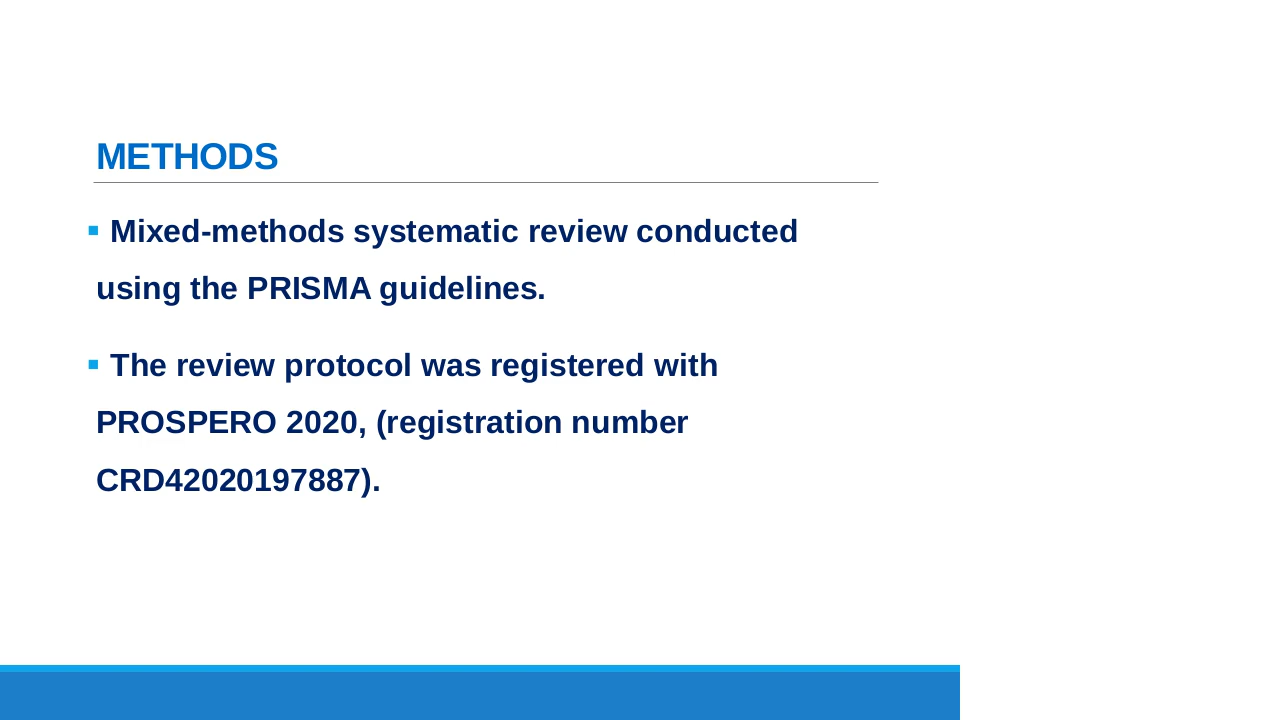 METHODS
▪ Mixed-methods systematic review conducted
using the PRISMA guidelines.
▪ The review protocol was registered with
PROSPERO 2020, (registration number
CRD42020197887).